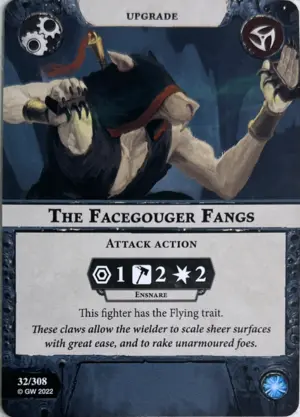 UPGRADE
THE FACEGOUGER FANGS
ATTACK ACTION
1 2 2
ENSNARE
This fighter has the Flying trait.
These claws allow the wielder to scale sheer surfaces
with great ease, and to rake unarmoured foes.
32/308
© GW 2022